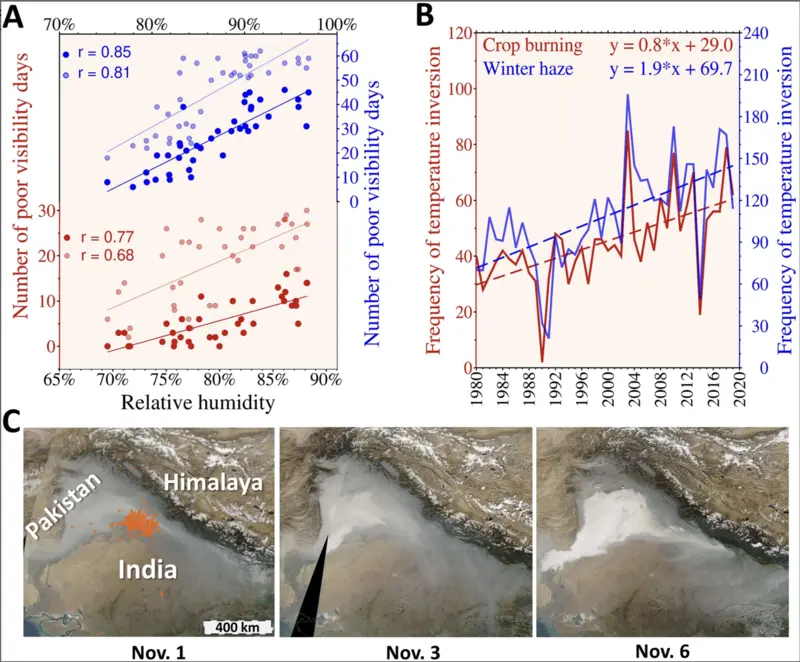 A
70%
80%
90%
100%
r = 0.85
r = 0.81
r = 0.77
r = 0.68
Number of poor visibility days
30
20
10
0
60
50
40
30
20
10
0
Number of poor visibility days
65%
70%
75%
80%
85%
90%
Relative humidity
B
Crop burning y = 0.8*x + 29.0
Winter haze y = 1.9*x + 69.7
Frequency of temperature inversion
120
100
80
60
40
20
0
240
210
180
150
120
90
60
30
0
Frequency of temperature inversion
1980
1984
1988
1992
1996
2000
2004
2008
2012
2016
2020
C
Pakistan
Himalaya
India
400 km
Nov. 1
Nov. 3
Nov. 6